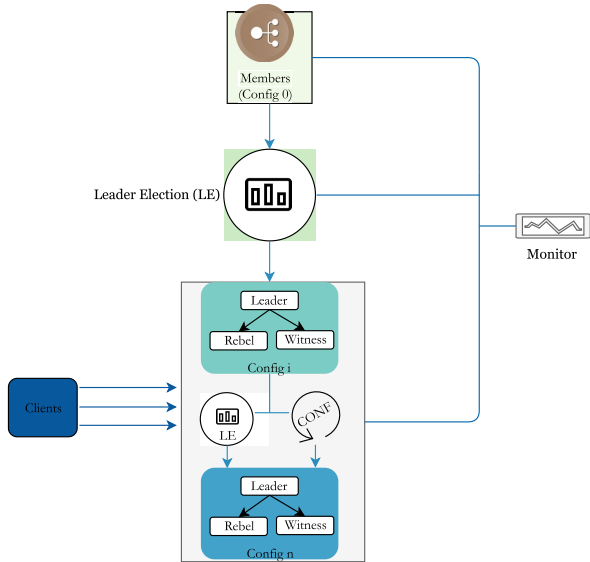 Members
(Config 0)
Leader Election (LE)
Monitor
Leader
Rebel
Witness
Config i
Clients
LE
CONF
Leader
Rebel
Witness
Config n